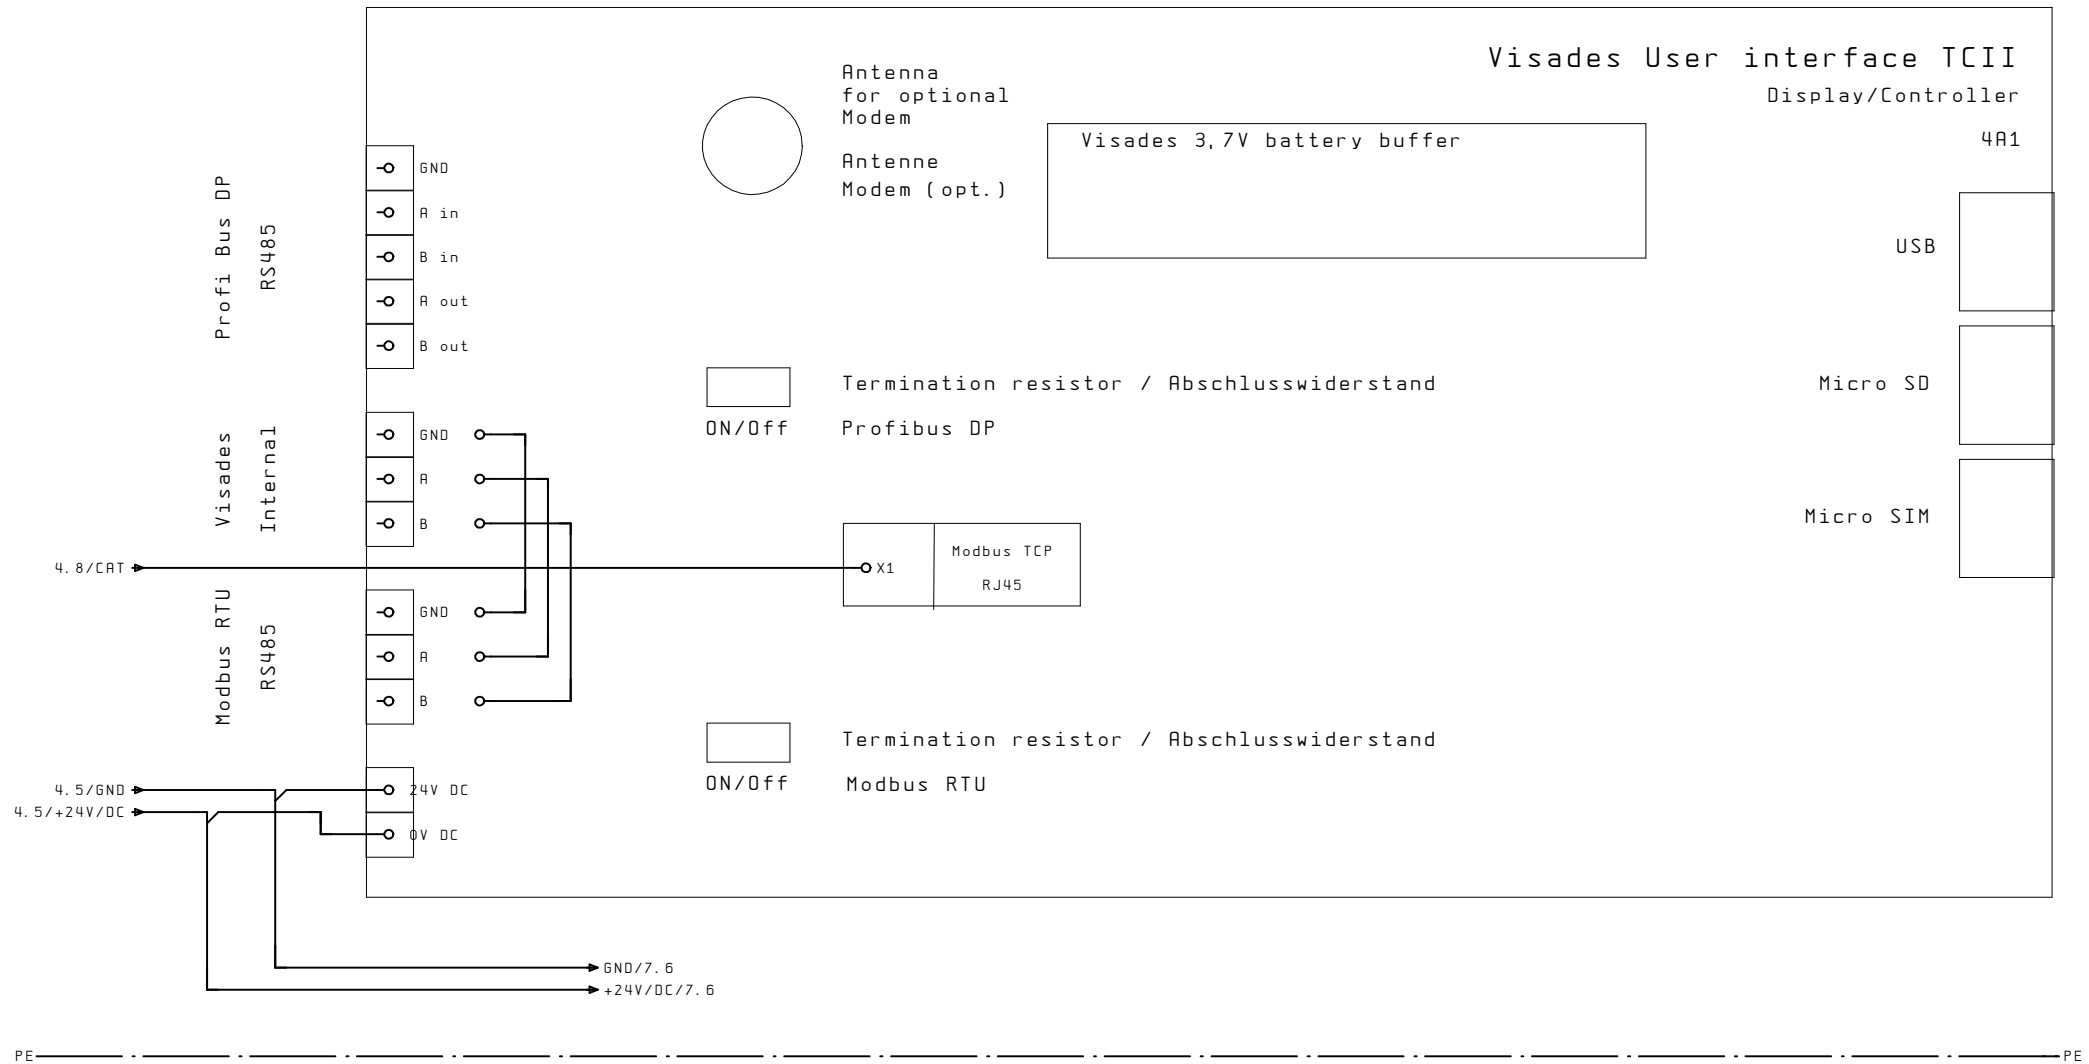 Visades User interface TCII
Display/Controller
4A1
Antenna
for optional
Modem
Antenne
Modem (opt.)
Visades 3,7V battery buffer
Profi Bus DP
RS485
GND
A in
B in
A out
B out
USB
Micro SD
Micro SIM
Termination resistor / Abschlusswiderstand
ON/Off Profibus DP
Visades
Internal
GND
A
B
4.8/CAT
X1
Modbus TCP
RJ45
Modbus RTU
RS485
GND
A
B
Termination resistor / Abschlusswiderstand
ON/Off Modbus RTU
4.5/GND
4.5/+24V/DC
24V DC
0V DC
GND/7.6
+24V/DC/7.6
PE
PE